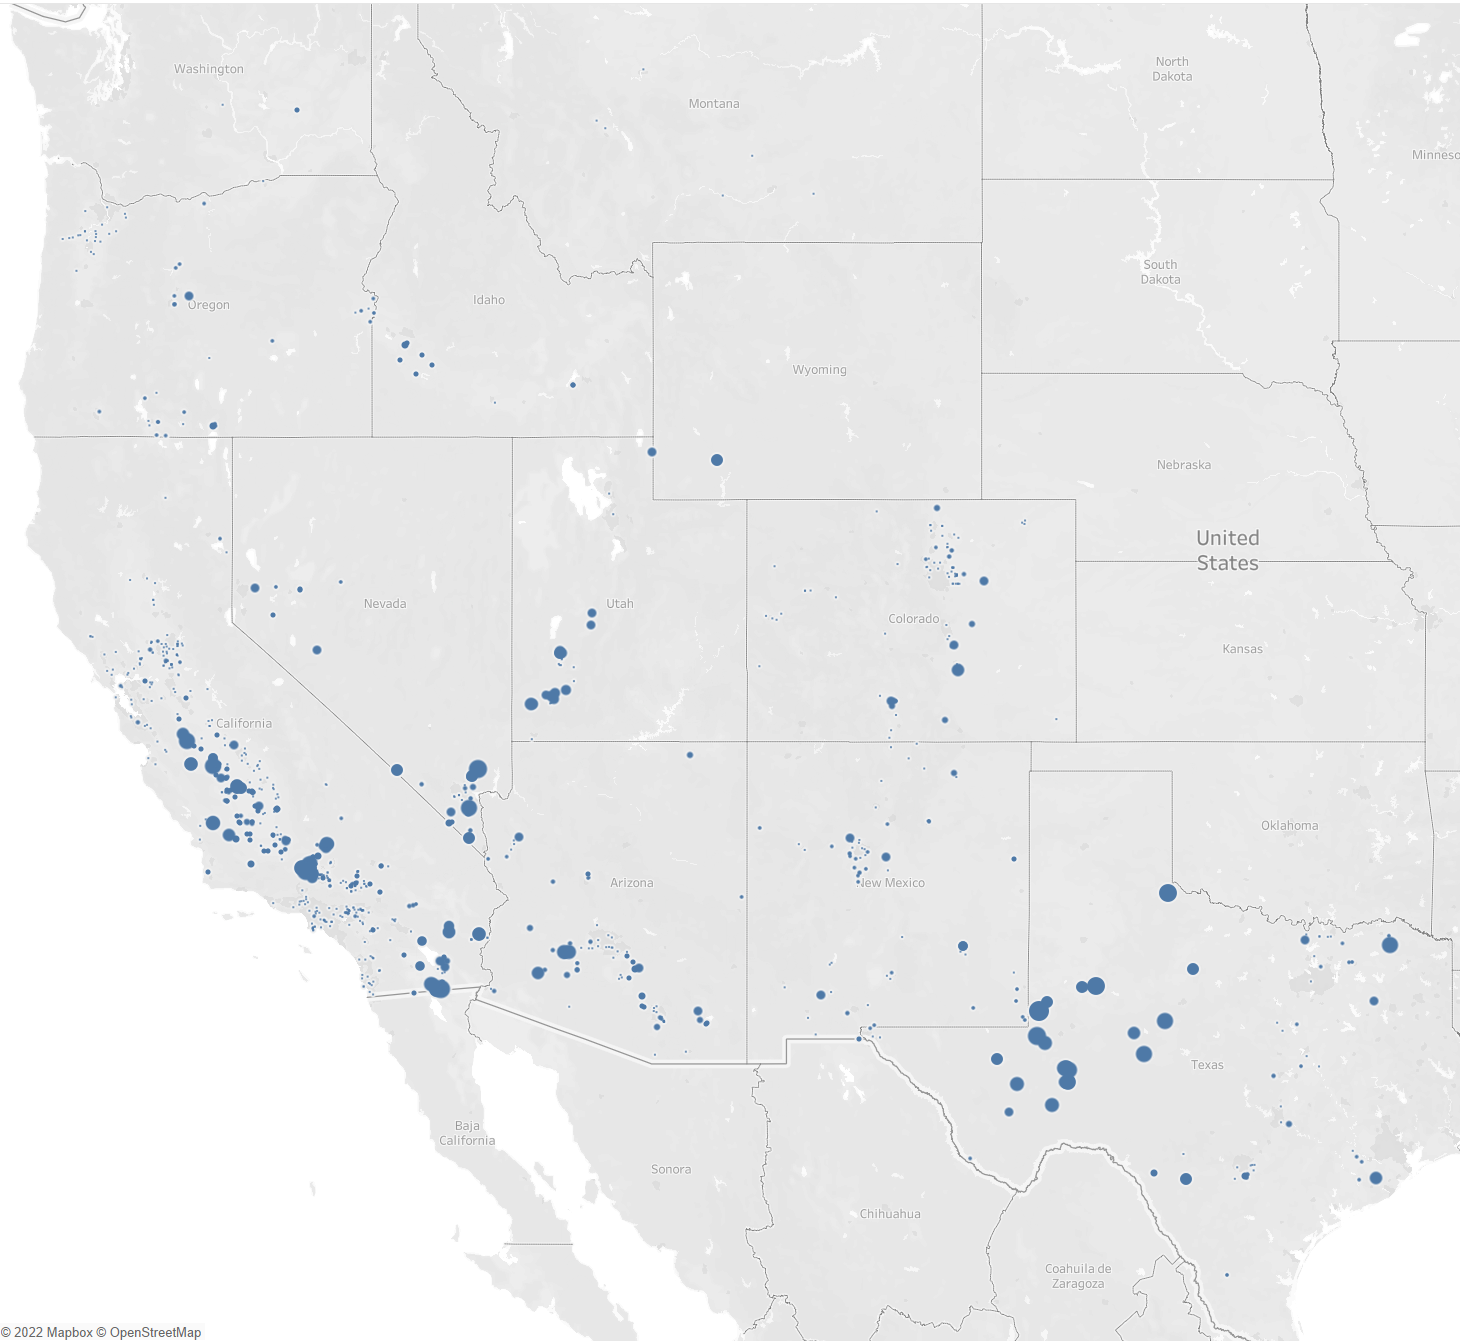 Washington
Montana
North
Dakota
Minneso
South
Dakota
Oregon
Idaho
Wyoming
Nebraska
United
States
Nevada
Utah
Colorado
Kansas
California
Oklahoma
Arizona
New Mexico
Texas
Baja
California
Sonora
Chihuahua
Coahuila de
Zaragoza
© 2022 Mapbox © OpenStreetMap